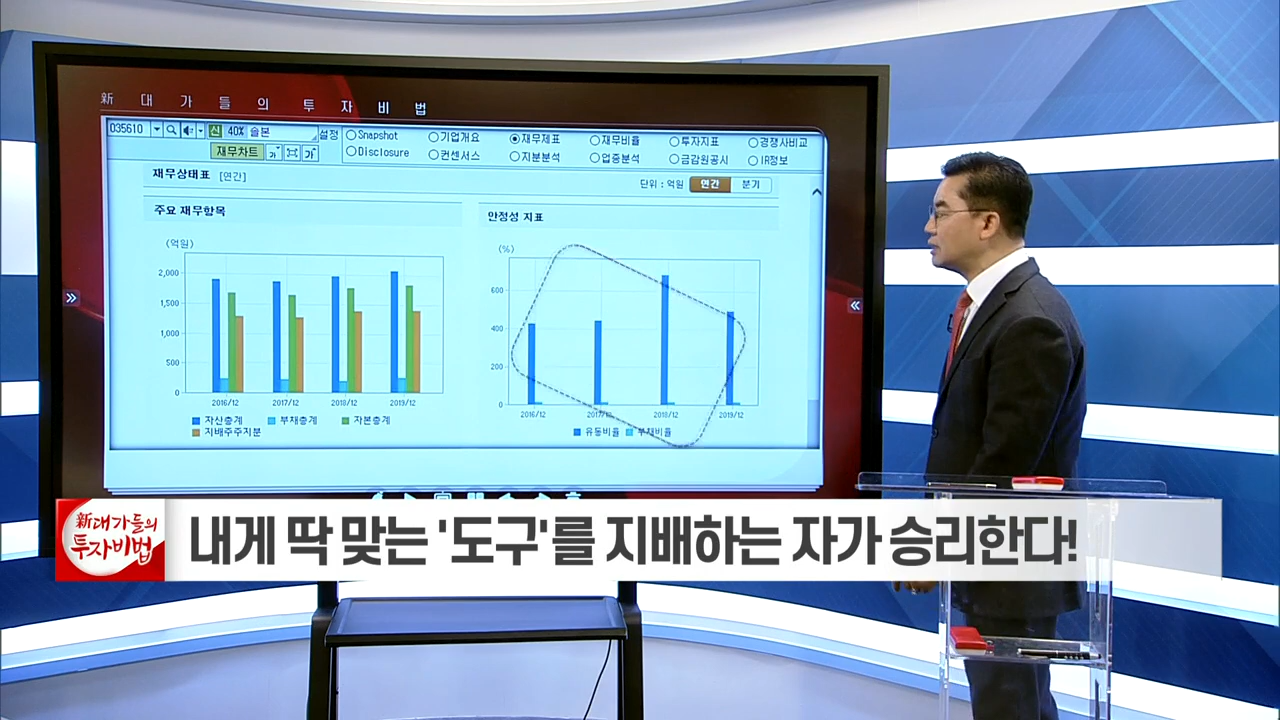 新 대 가 들 의 투 자 비 법
035610 신 40% 솔본 설정
Snapshot 기업개요 재무제표 재무비율 투자지표 경쟁사비교
Disclosure 컨센서스 지분분석 업종분석 금감원공시 IR정보
재무차트 가 가
재무상태표 [연간]
단위 : 억원 연간 분기
주요 재무항목
(억원)
2,000
1,500
1,000
500
0
2016/12 2017/12 2018/12 2019/12
자산총계 부채총계 자본총계
지배주주지분
안정성 지표
(%)
600
400
200
0
2016/12 2017/12 2018/12 2019/12
유동비율 부채비율
新대가들의
투자비법
내게 딱 맞는 '도구'를 지배하는 자가 승리한다!